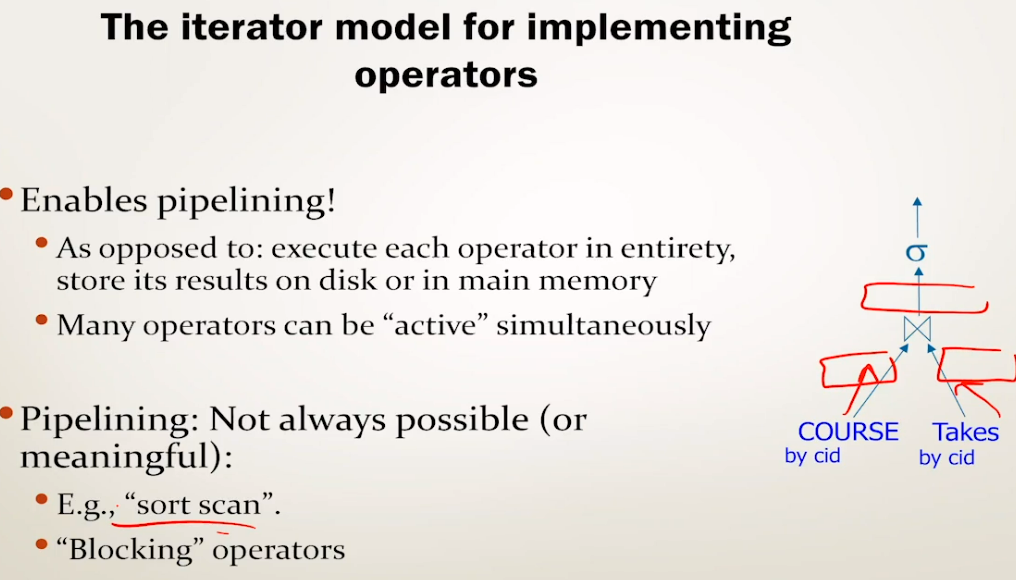 The iterator model for implementing
operators
• Enables pipelining!
• As opposed to: execute each operator in entirety,
store its results on disk or in main memory
• Many operators can be “active” simultaneously
• Pipelining: Not always possible (or
meaningful):
• E.g., “sort scan”.
• “Blocking” operators
σ
⋈
COURSE Takes
by cid by cid